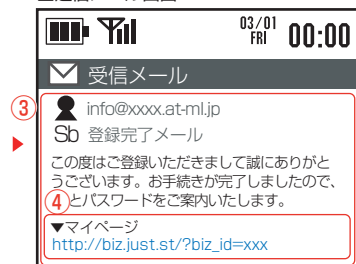 03/01
FRI 00:00
受信メール
③
info@xxxx.at-ml.jp
Sb 登録完了メール
この度はご登録いただきまして誠にありがと
うございます。お手続きが完了しましたので、
④とパスワードをご案内いたします。
▼マイページ
http://biz.just.st/?biz_id=xxx